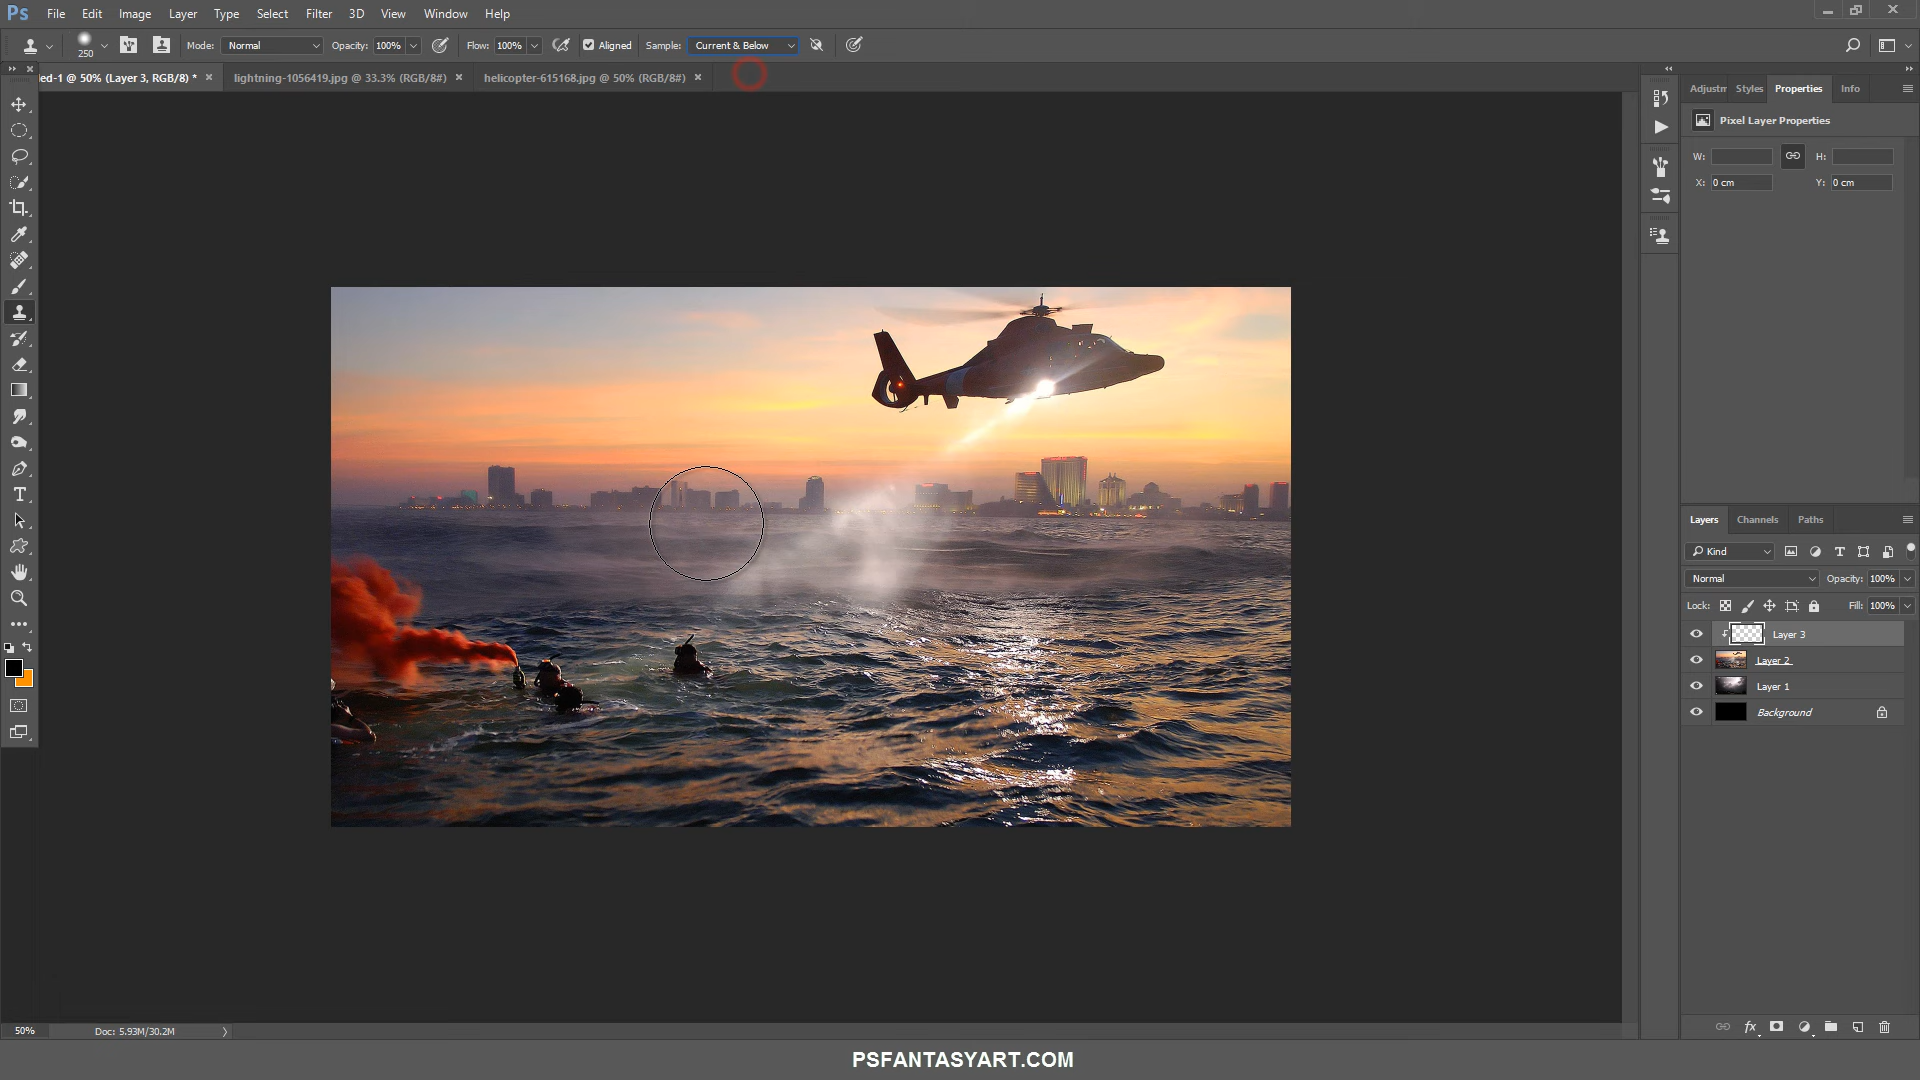 Ps File Edit Image Layer Type Select Filter 3D View Window Help
250 Mode: Normal Opacity: 100% Flow: 100% Aligned Sample: Current & Below
led-1 @ 50% (Layer 3, RGB/8) * × lightning-1056419.jpg @ 33.3% (RGB/8#) × helicopter-615168.jpg @ 50% (RGB/8#) ×
Adjustm Styles Properties Info
Pixel Layer Properties
W: H:
X: 0 cm Y: 0 cm
Layers Channels Paths
Kind
Normal Opacity: 100%
Lock: Fill: 100%
Layer 3
Layer 2
Layer 1
Background
50% Doc: 5.93M/30.2M
PSFANTASYART.COM